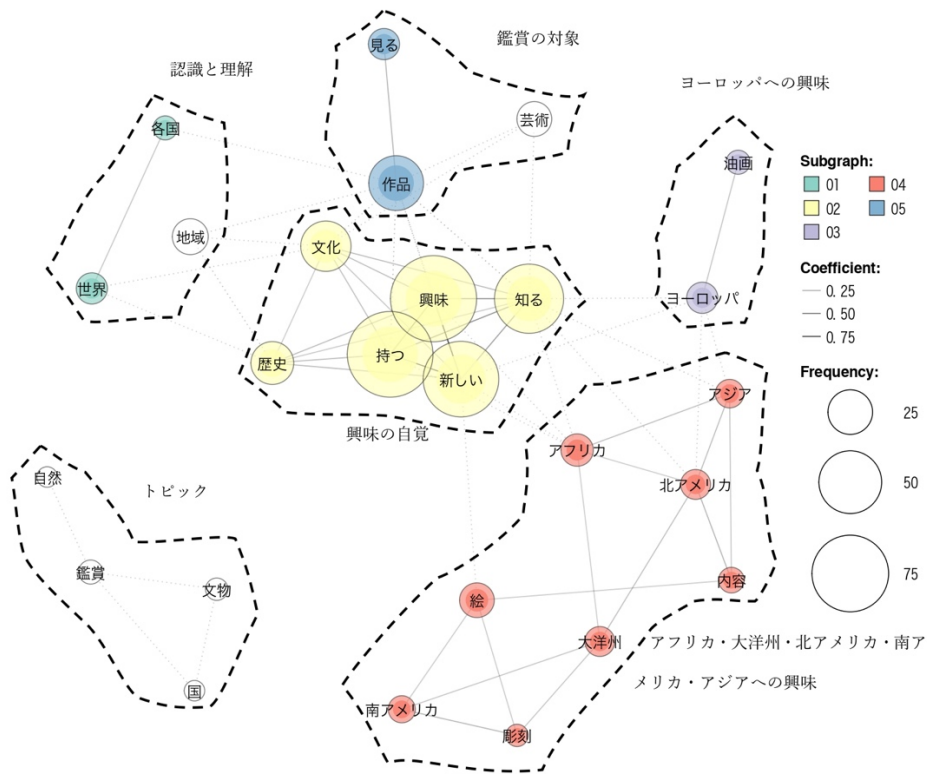 見る
鑑賞の対象
認識と理解
ヨーロッパへの興味
各国
芸術
油画
作品
地域
文化
世界
興味
知る
ヨーロッパ
持つ
歴史
新しい
興味の自覚
アジア
アフリカ
北アメリカ
自然
トピック
鑑賞
文物
内容
絵
大洋州
アフリカ・大洋州・北アメリカ・南ア
メリカ・アジアへの興味
国
南アメリカ
彫刻
Subgraph:
01 04
02 05
03
Coefficient:
0.25
0.50
0.75
Frequency:
25
50
75